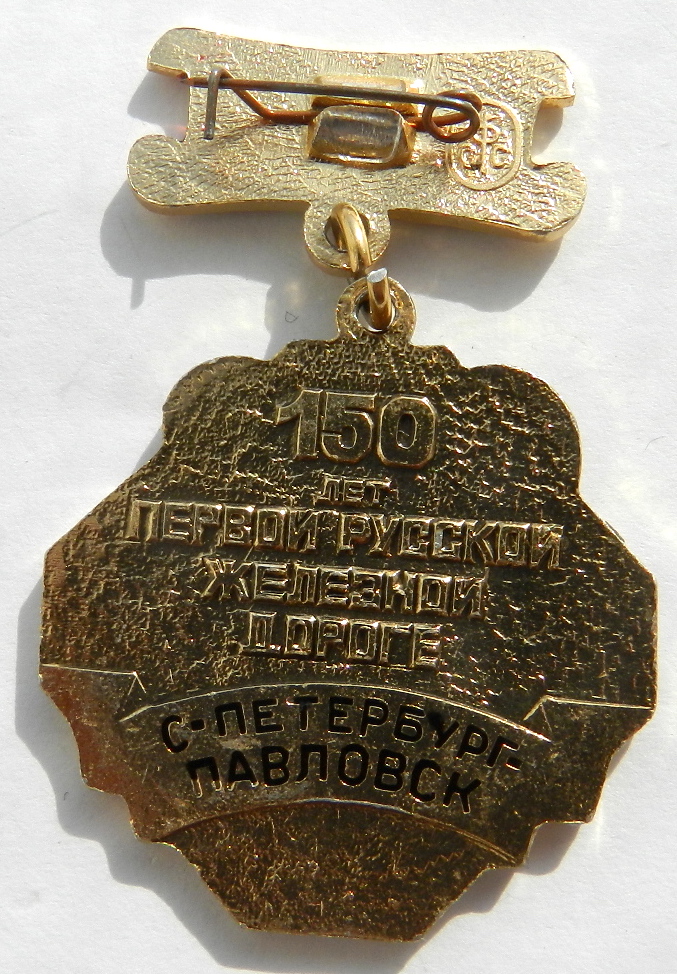 150
ЛЕТ
ПЕРВОЙ РУССКОЙ
ЖЕЛЕЗНОЙ
ДОРОГЕ
С-ПЕТЕРБУРГ-
ПАВЛОВСК